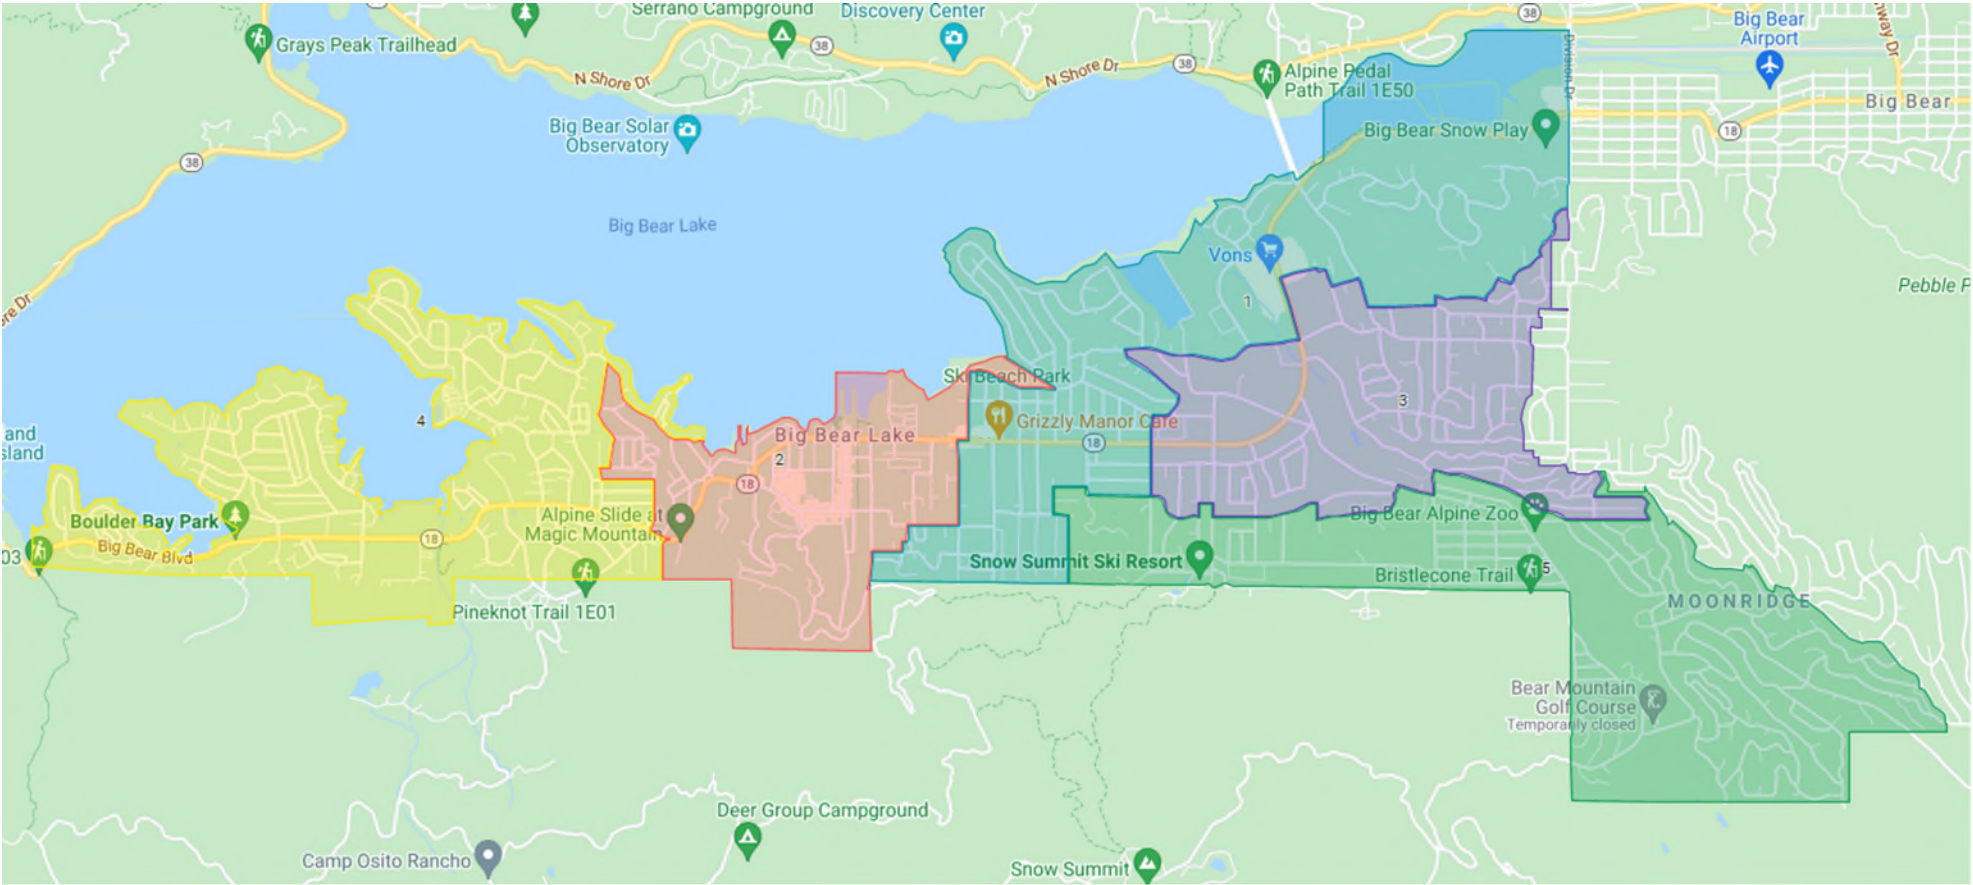 Serrano Campground
Discovery Center
38
Big Bear
Airport
Grays Peak Trailhead
38
N Shore Dr
N Shore Dr
38
Alpine Pedal
Path Trail 1E50
Division Dr
Big Bear
18
Big Bear Solar
Observatory
Big Bear Snow Play
38
Big Bear Lake
Vons
1
Pebble P
ore Dr
Ski Beach Park
3
4
Grizzly Manor Cafe
Big Bear Lake
2
18
and
sland
18
Boulder Bay Park
Alpine Slide at
Magic Mountain
18
Big Bear Blvd
03
Big Bear Alpine Zoo
Snow Summit Ski Resort
Bristlecone Trail
5
MOONRIDGE
Pineknot Trail 1E01
Bear Mountain
Golf Course
Temporarily closed
Deer Group Campground
Camp Osito Rancho
Snow Summit